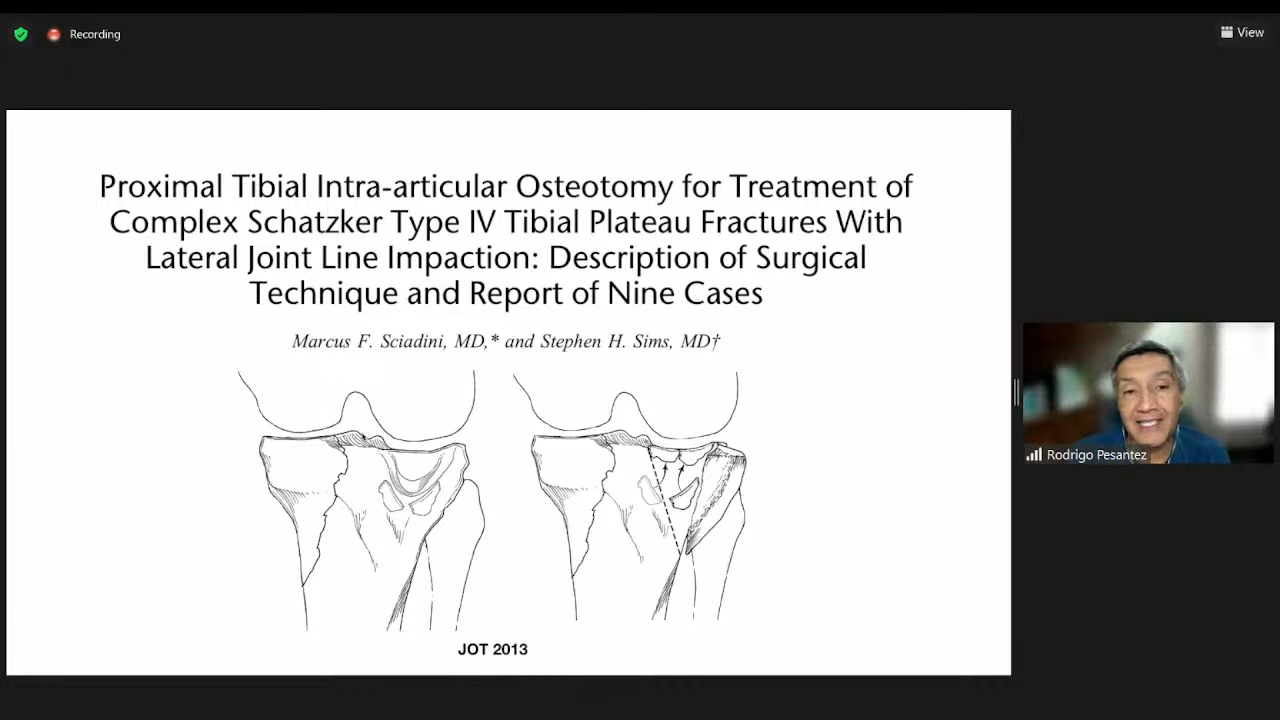 Recording
View
Proximal Tibial Intra-articular Osteotomy for Treatment of
Complex Schatzker Type IV Tibial Plateau Fractures With
Lateral Joint Line Impaction: Description of Surgical
Technique and Report of Nine Cases
Marcus F. Sciadini, MD,* and Stephen H. Sims, MD†
JOT 2013
Rodrigo Pesantez